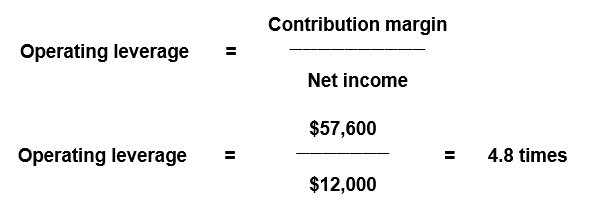 Contribution margin
Operating leverage =
Net income
$57,600
Operating leverage = = 4.8 times
$12,000